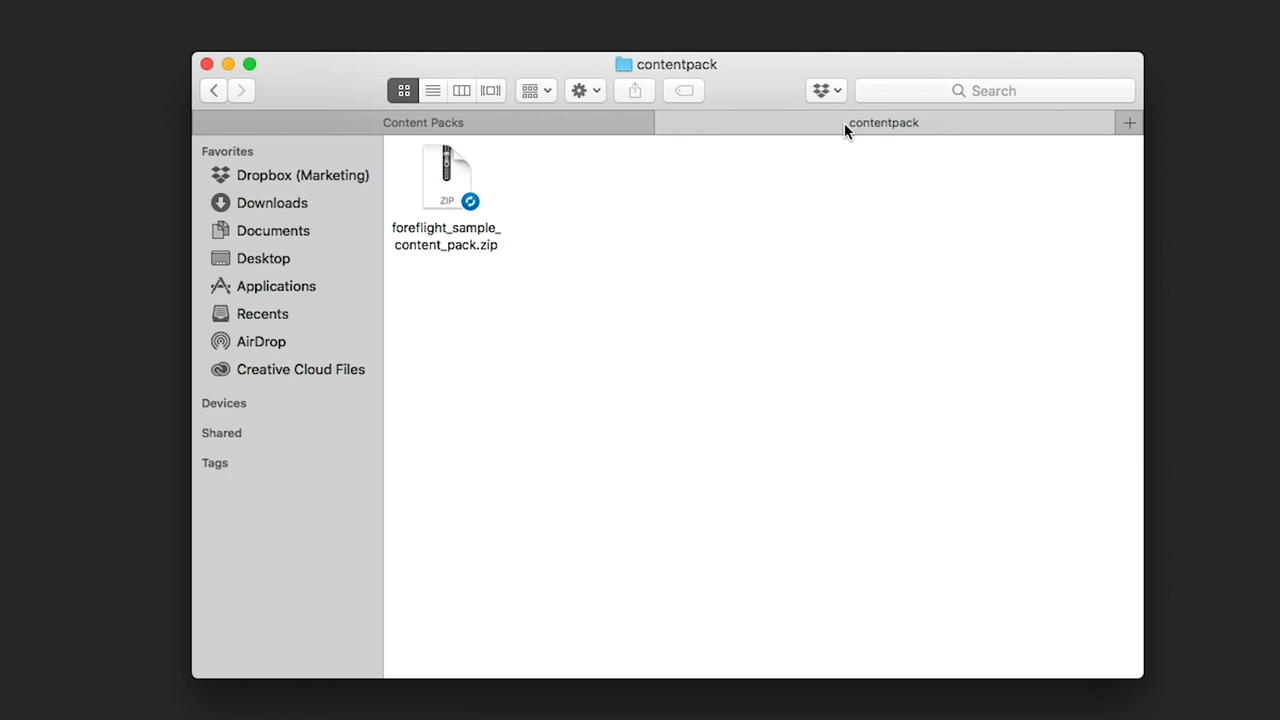 contentpack
Search
Content Packs
contentpack
Favorites
Dropbox (Marketing)
Downloads
Documents
Desktop
Applications
Recents
AirDrop
Creative Cloud Files
Devices
Shared
Tags
ZIP
foreflight_sample_
content_pack.zip